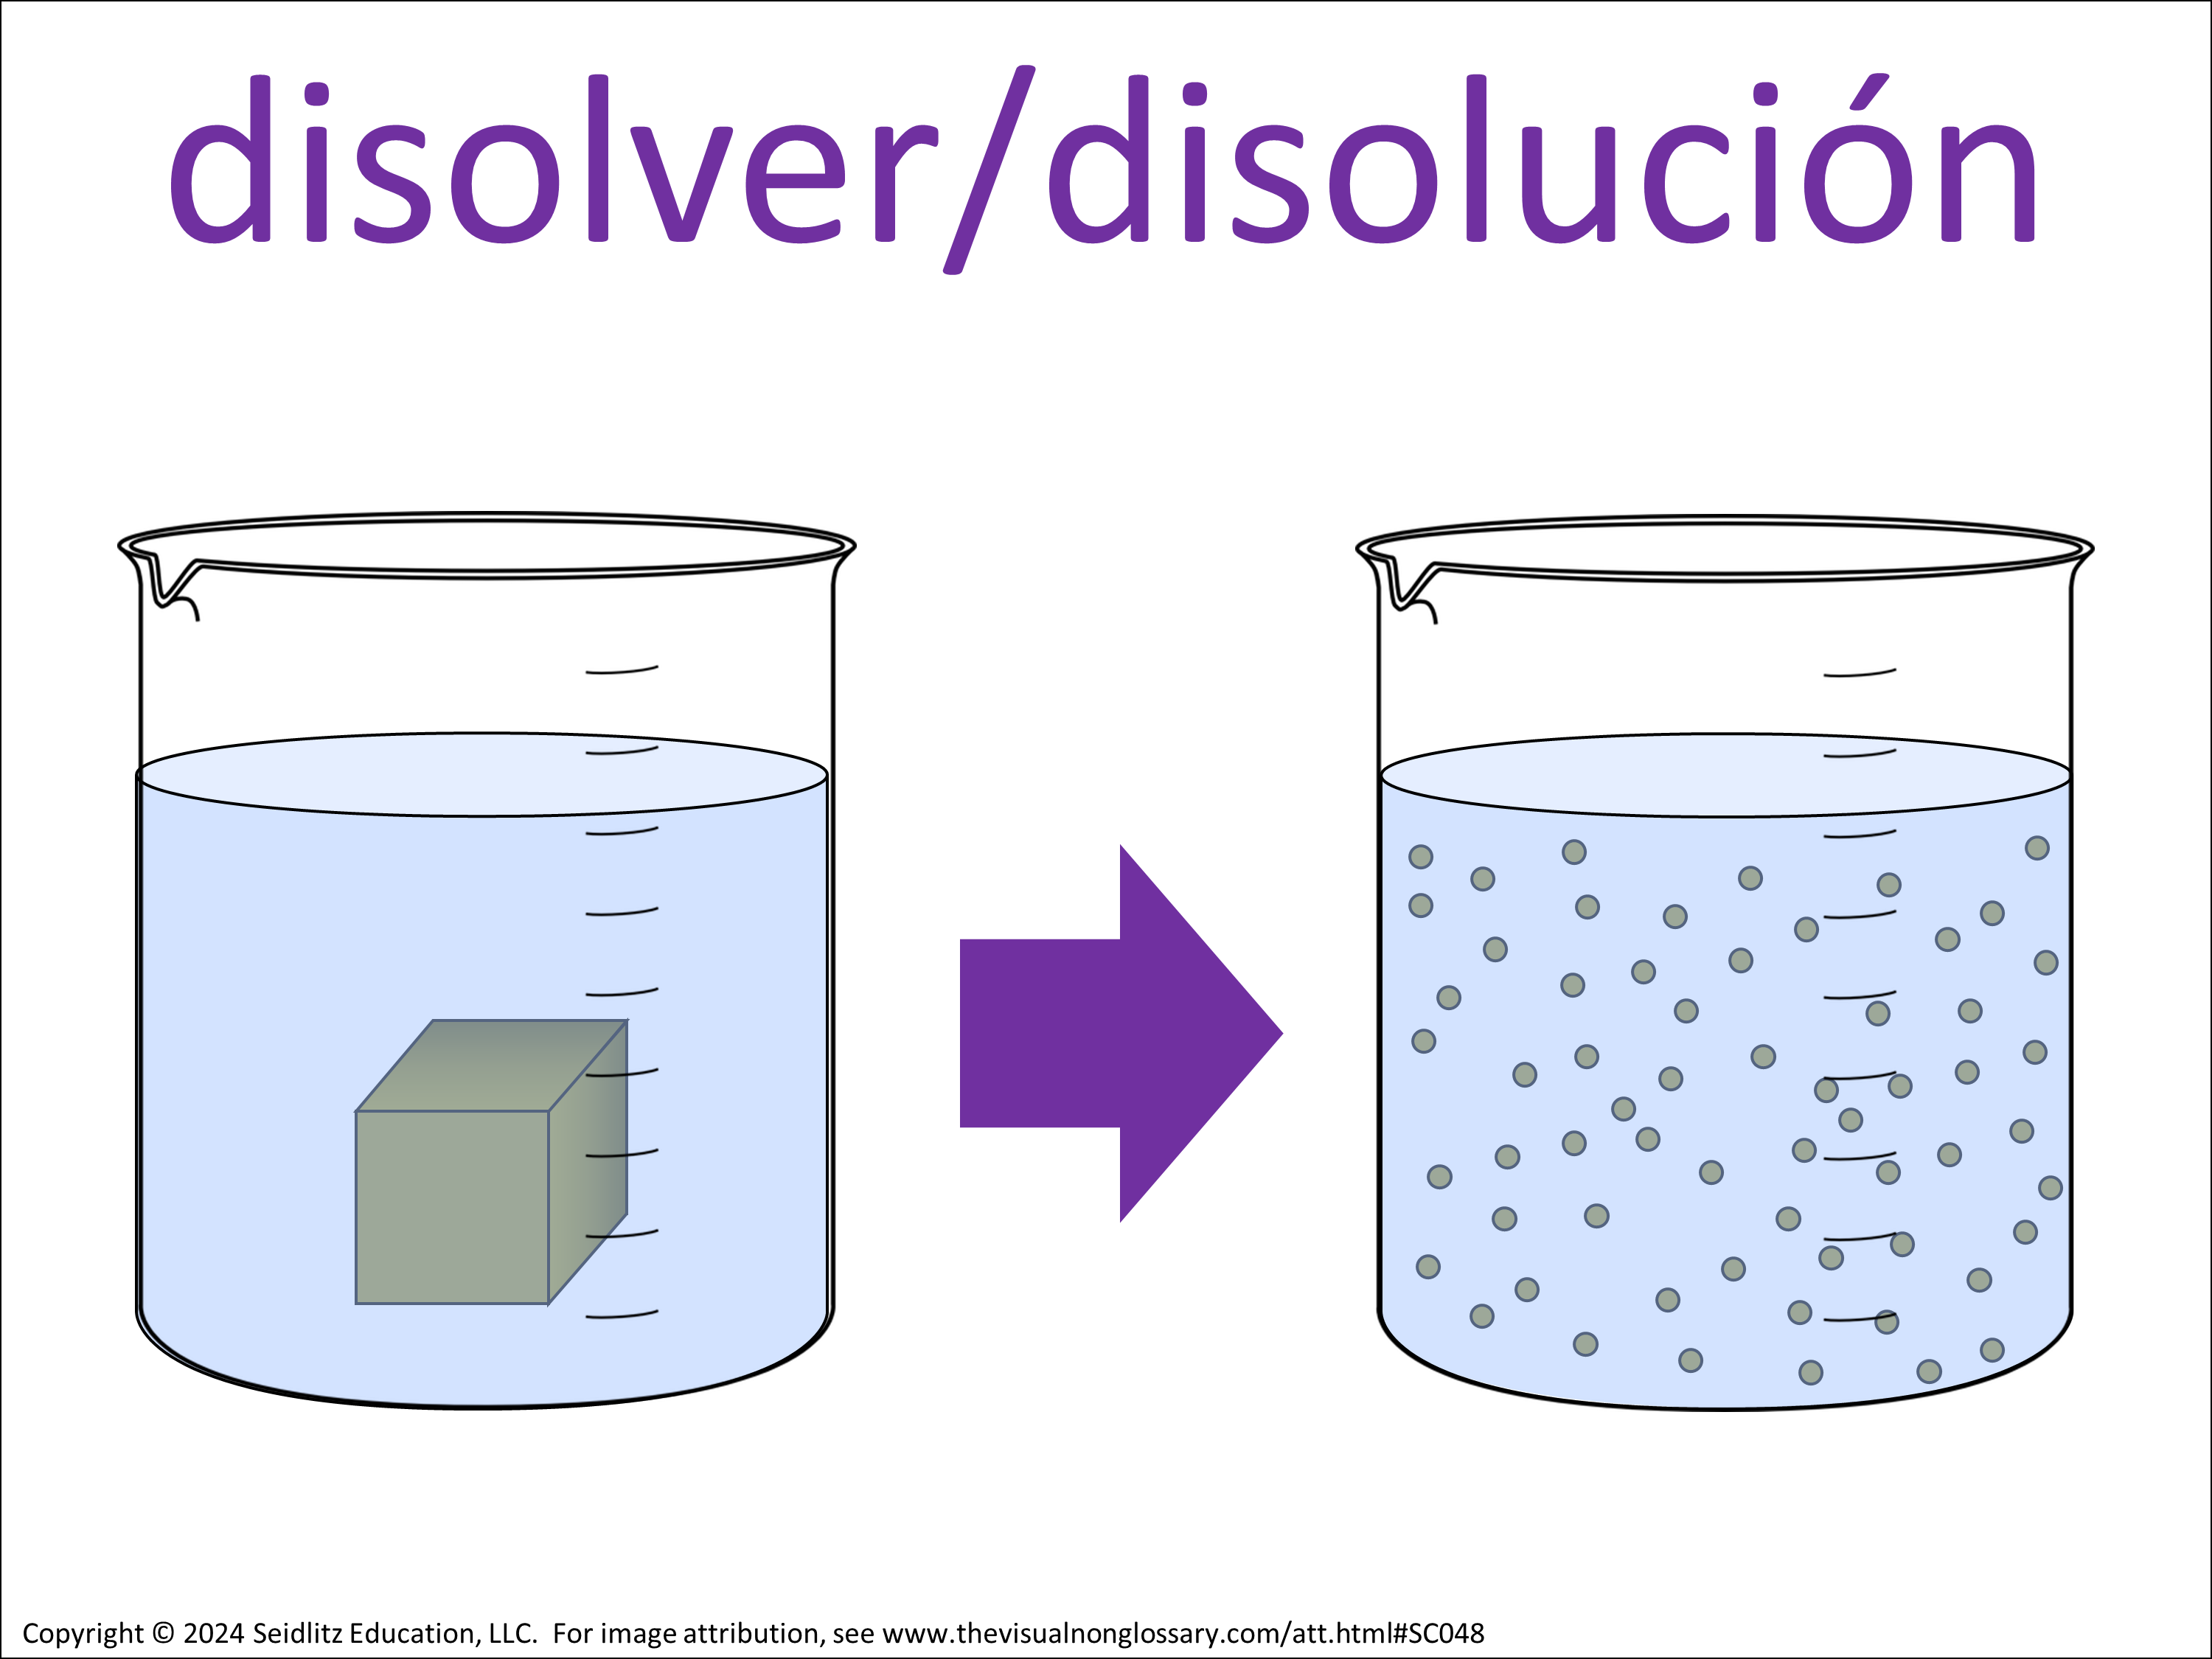 disolver/disolución
Copyright © 2024 Seidlitz Education, LLC.  For image attribution, see www.thevisualnonglossary.com/att.html#SC048